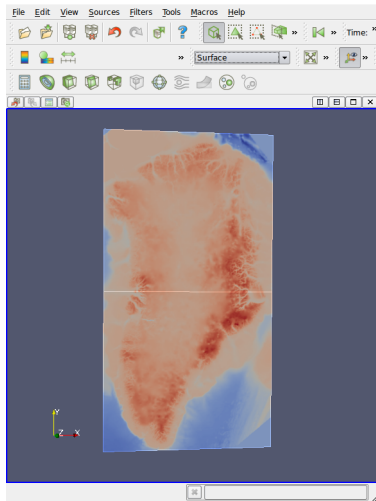 File Edit View Sources Filters Tools Macros Help
Time:
Surface
Y
Z X